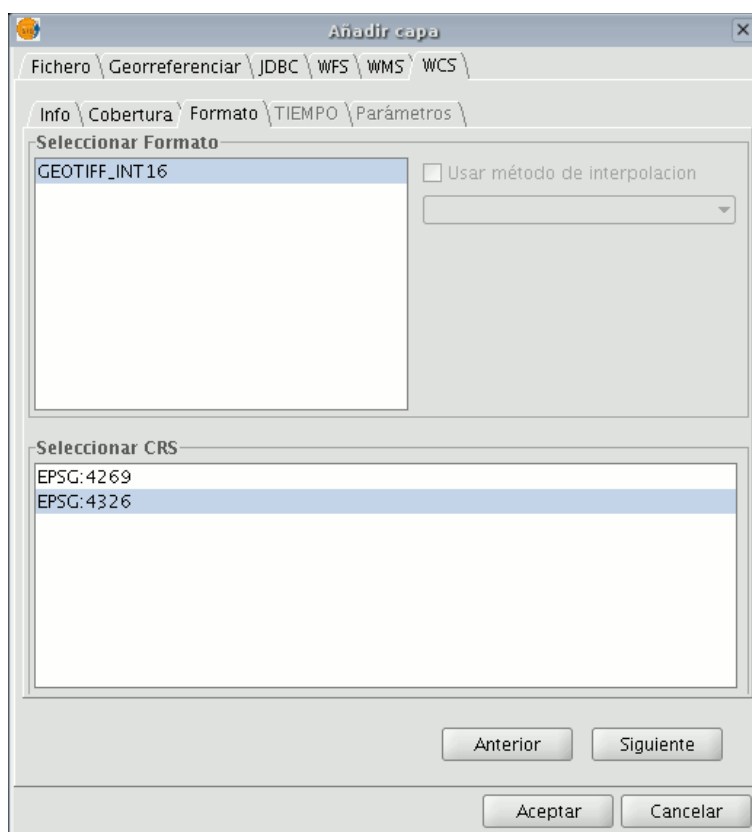 Añadir capa
Fichero Georreferenciar JDBC WFS WMS WCS
Info Cobertura Formato TIEMPO Parámetros
Seleccionar Formato
GEOTIFF_INT16
Usar método de interpolacion
Seleccionar CRS
EPSG:4269
EPSG:4326
Anterior Siguiente
Aceptar Cancelar